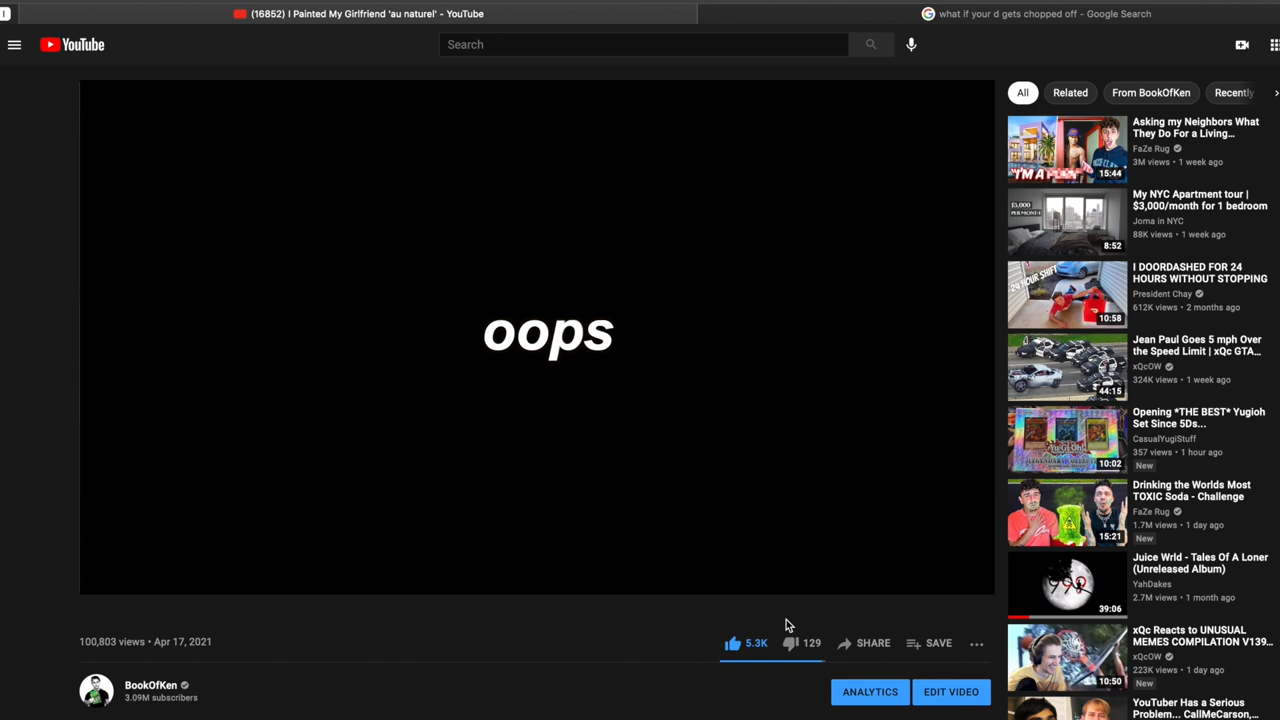 (16852) I Painted My Girlfriend 'au naturel' - YouTube
what if your d gets chopped off - Google Search
YouTube
Search
oops
100,803 views • Apr 17, 2021
5.3K
129
SHARE
SAVE
BookOfKen
3.09M subscribers
ANALYTICS
EDIT VIDEO
All
Related
From BookOfKen
Recently
Asking my Neighbors What
They Do For a Living...
FaZe Rug
3M views • 1 week ago
15:44
My NYC Apartment tour |
$3,000/month for 1 bedroom
Joma in NYC
88K views • 1 week ago
$3,000
PER MONTH
8:52
I DOORDASHED FOR 24
HOURS WITHOUT STOPPING
President Chay
612K views • 2 months ago
24 HOUR SHIFT
10:58
Jean Paul Goes 5 mph Over
the Speed Limit | xQc GTA...
xQcOW
324K views • 1 week ago
44:15
Opening *THE BEST* Yugioh
Set Since 5Ds...
CasualYugiStuff
357 views • 1 hour ago
New
10:02
Drinking the Worlds Most
TOXIC Soda - Challenge
FaZe Rug
1.7M views • 1 day ago
New
15:21
Juice Wrld - Tales Of A Loner
(Unreleased Album)
YahDakes
2.7M views • 1 month ago
999
39:06
xQc Reacts to UNUSUAL
MEMES COMPILATION V139...
xQcOW
223K views • 1 day ago
New
10:50
YouTuber Has a Serious
Problem... CallMeCarson,